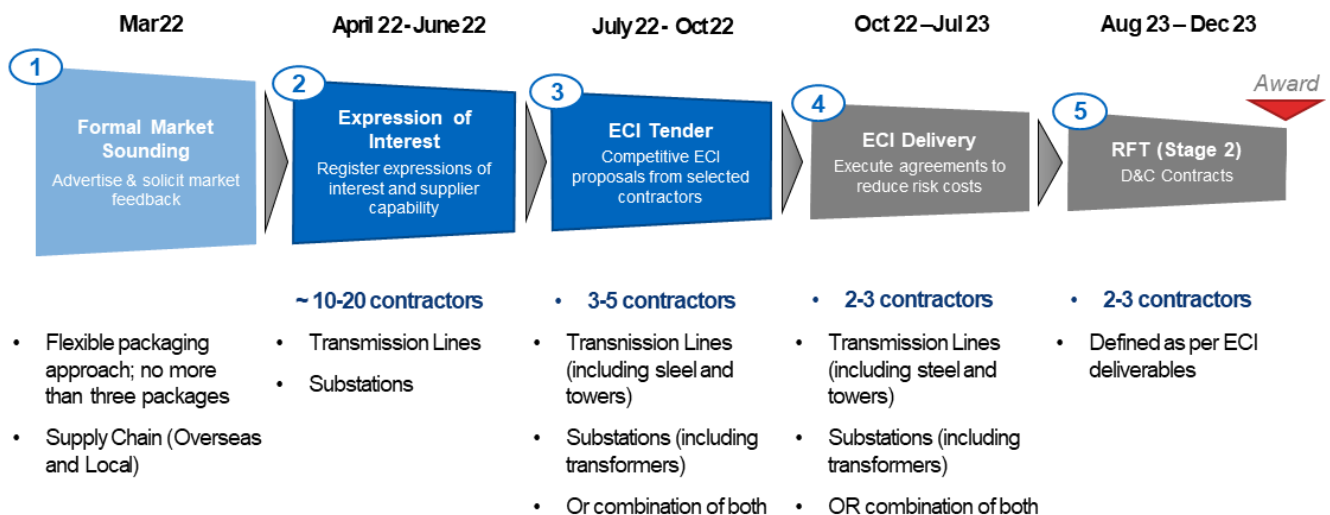 Mar 22
April 22 - June 22
July 22 - Oct 22
Oct 22 – Jul 23
Aug 23 – Dec 23
Award
1
Formal Market
Sounding
Advertise & solicit market
feedback
2
Expression of
Interest
Register expressions of
interest and supplier
capability
3
ECI Tender
Competitive ECI
proposals from selected
contractors
4
ECI Delivery
Execute agreements to
reduce risk costs
5
RFT (Stage 2)
D&C Contracts
• Flexible packaging
approach; no more
than three packages
• Supply Chain (Overseas
and Local)
~ 10-20 contractors
• Transmission Lines
• Substations
• 3-5 contractors
• Transnission Lines
(including sleel and
towers)
• Substations (including
transformers)
• Or combination of both
• 2-3 contractors
• Transmission Lines
(including steel and
towers)
• Substations (including
transformers)
• OR combination of both
• 2-3 contractors
• Defined as per ECI
deliverables